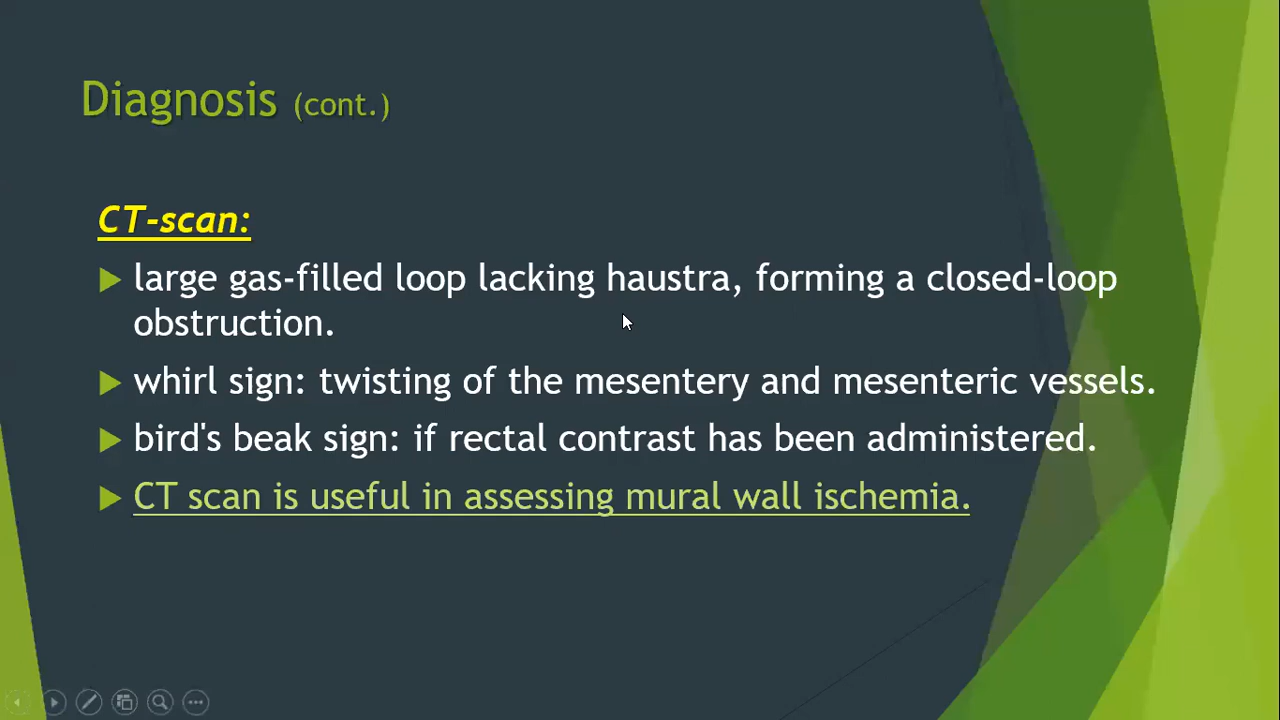 Diagnosis (cont.)
CT-scan:
large gas-filled loop lacking haustra, forming a closed-loop
obstruction.
whirl sign: twisting of the mesentery and mesenteric vessels.
bird's beak sign: if rectal contrast has been administered.
CT scan is useful in assessing mural wall ischemia.